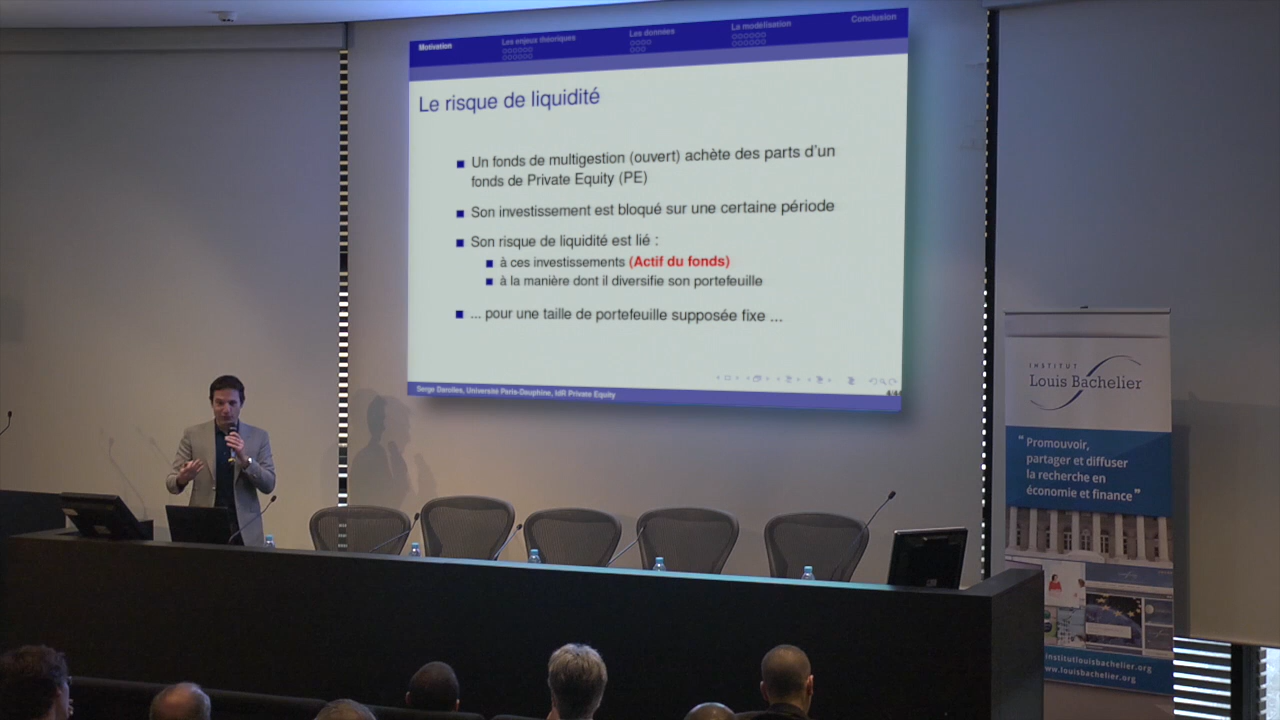 Motivation
Les enjeux théoriques
Les données
La modélisation
Conclusion
Le risque de liquidité
Un fonds de multigestion (ouvert) achète des parts d'un
fonds de Private Equity (PE)
Son investissement est bloqué sur une certaine période
Son risque de liquidité est lié :
à ces investissements (Actif du fonds)
à la manière dont il diversifie son portefeuille
... pour une taille de portefeuille supposée fixe ...
Serge Darolles, Université Paris-Dauphine, IdR Private Equity
INSTITUT
Louis Bachelier
“ Promouvoir,
partager et diffuser
la recherche en
économie et finance ”
institutlouisbachelier.org
www.louisbachelier.org